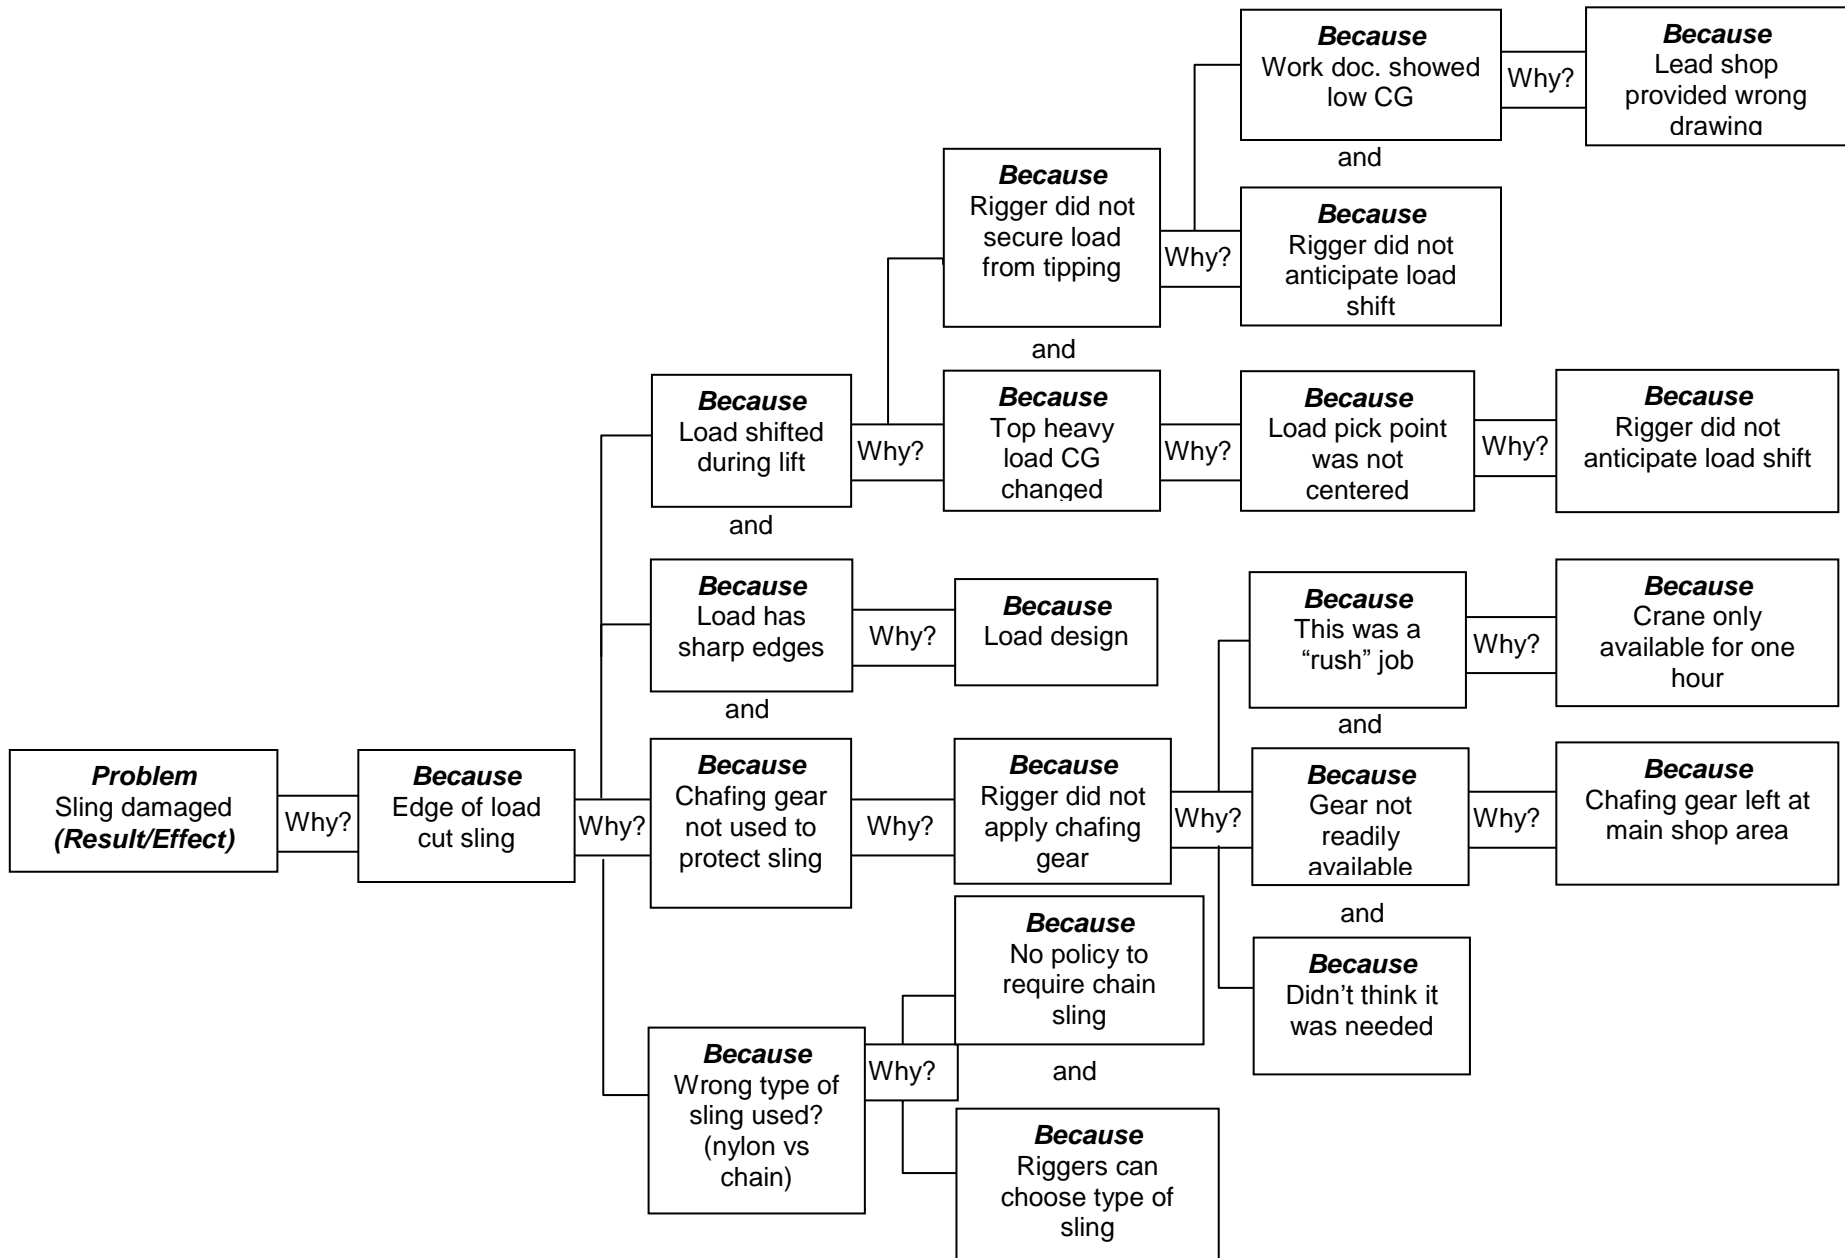 Because
Work doc. showed
low CG
Why?
Because
Lead shop
provided wrong
drawing
and
Because
Rigger did not
secure load
from tipping
Why?
Because
Rigger did not
anticipate load
shift
and
Because
Load shifted
during lift
Why?
Because
Top heavy
load CG
changed
Why?
Because
Load pick point
was not
centered
Why?
Because
Rigger did not
anticipate load shift
and
Because
Load has
sharp edges
Why?
Because
Load design
Because
This was a
“rush” job
Why?
Because
Crane only
available for one
hour
and
and
Problem
Sling damaged
(Result/Effect)
Why?
Because
Edge of load
cut sling
Why?
Because
Chafing gear
not used to
protect sling
Why?
Because
Rigger did not
apply chafing
gear
Why?
Because
Gear not
readily
available
Why?
Because
Chafing gear left at
main shop area
and
Because
Didn’t think it
was needed
Because
Wrong type of
sling used?
(nylon vs
chain)
Why?
Because
No policy to
require chain
sling
and
Because
Riggers can
choose type of
sling